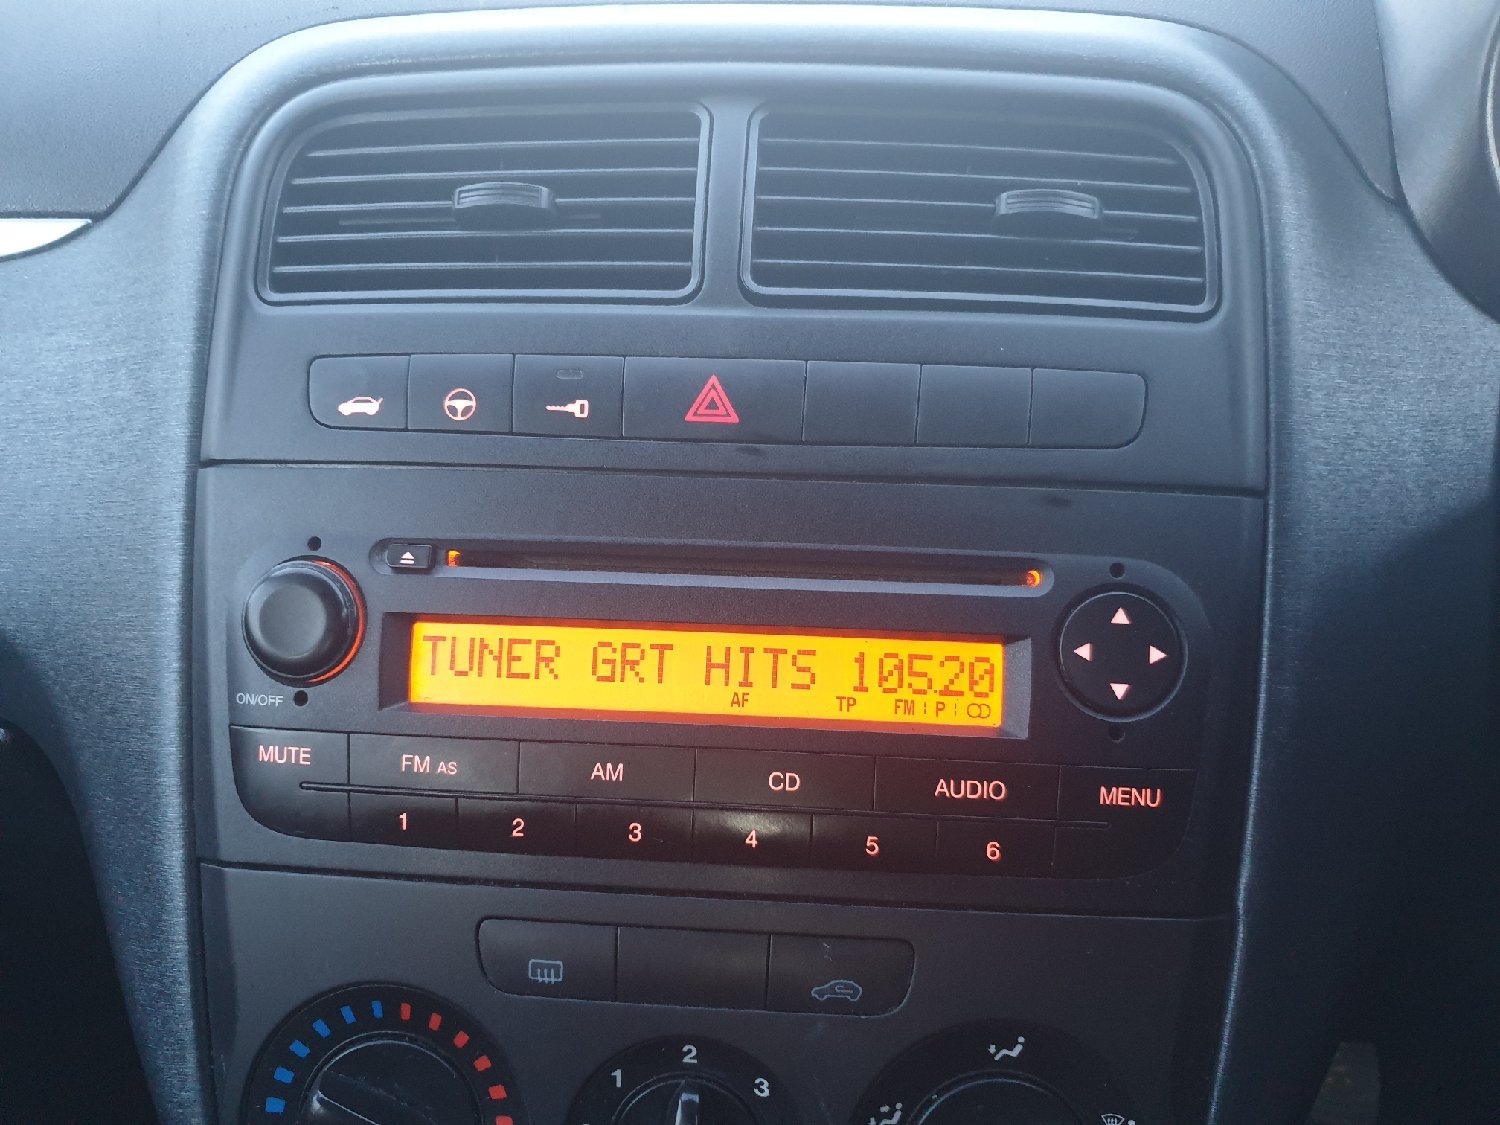 TUNER GRT HITS 105.20
AF TP FM P
ON/OFF
MUTE FM AS AM CD AUDIO MENU
1 2 3 4 5 6
1 2 3